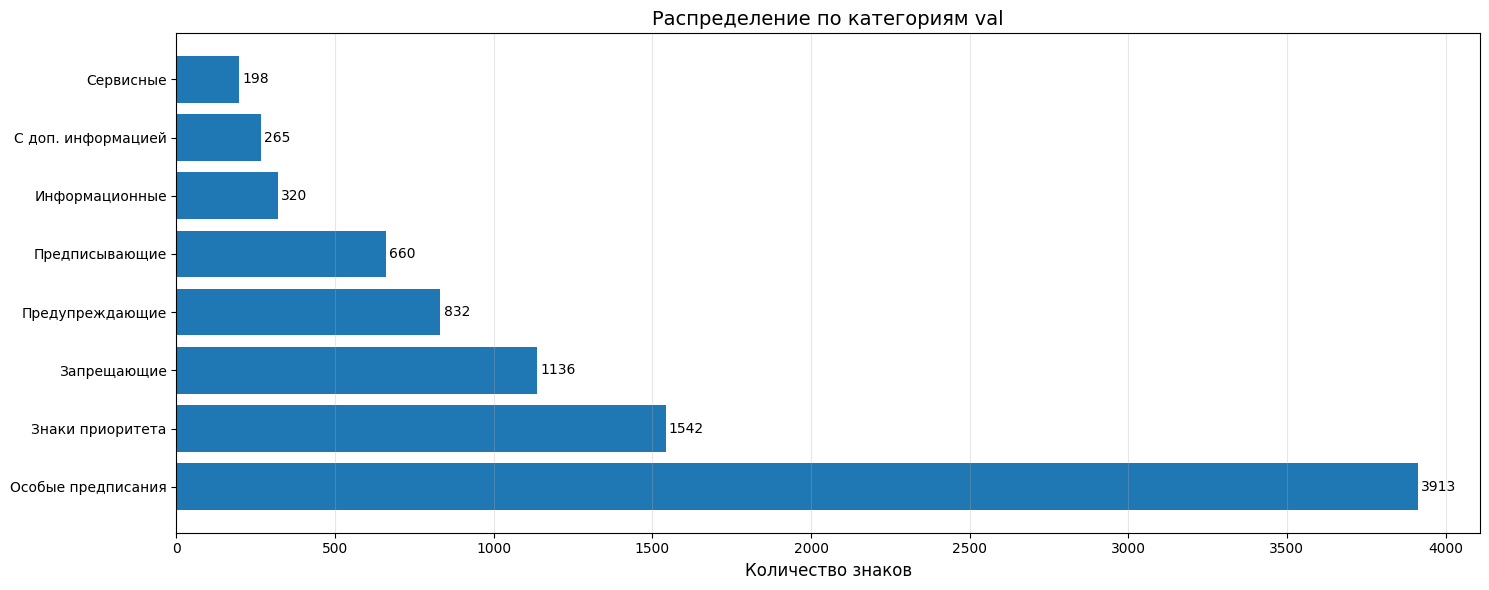 Распределение по категориям val
Сервисные 198
С доп. информацией 265
Информационные 320
Предписывающие 660
Предупреждающие 832
Запрещающие 1136
Знаки приоритета 1542
Особые предписания 3913
0 500 1000 1500 2000 2500 3000 3500 4000
Количество знаков